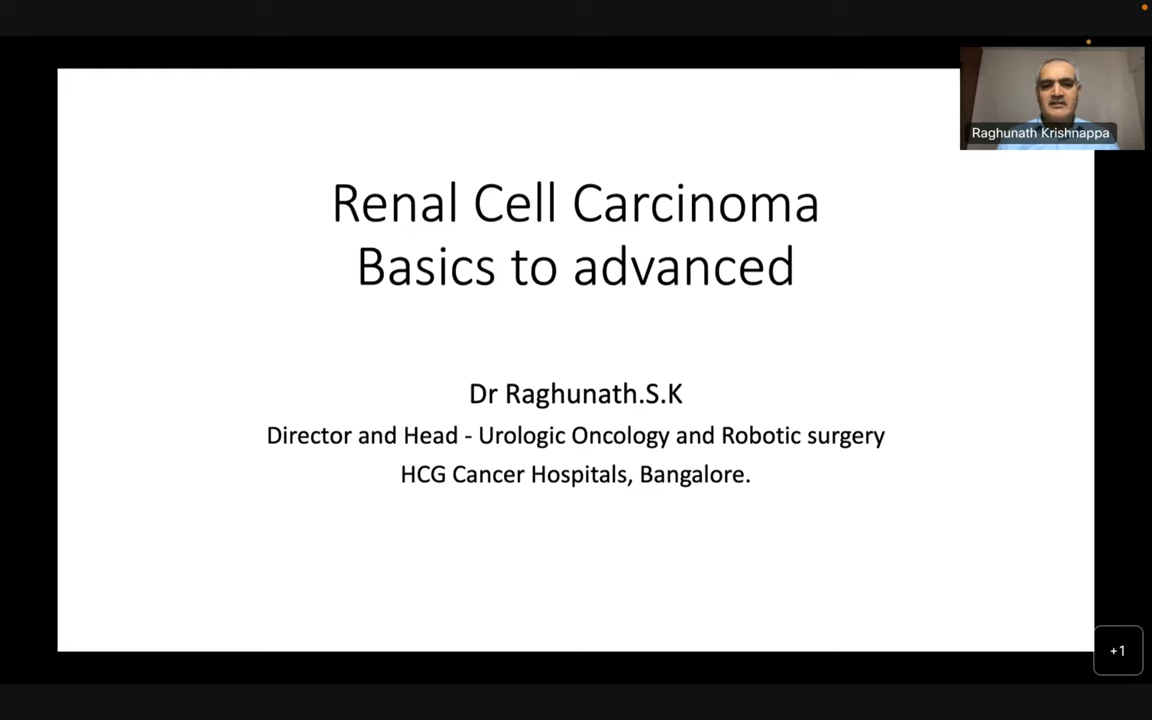 Raghunath Krishnappa
Renal Cell Carcinoma
Basics to advanced
Dr Raghunath.S.K
Director and Head - Urologic Oncology and Robotic surgery
HCG Cancer Hospitals, Bangalore.
+1